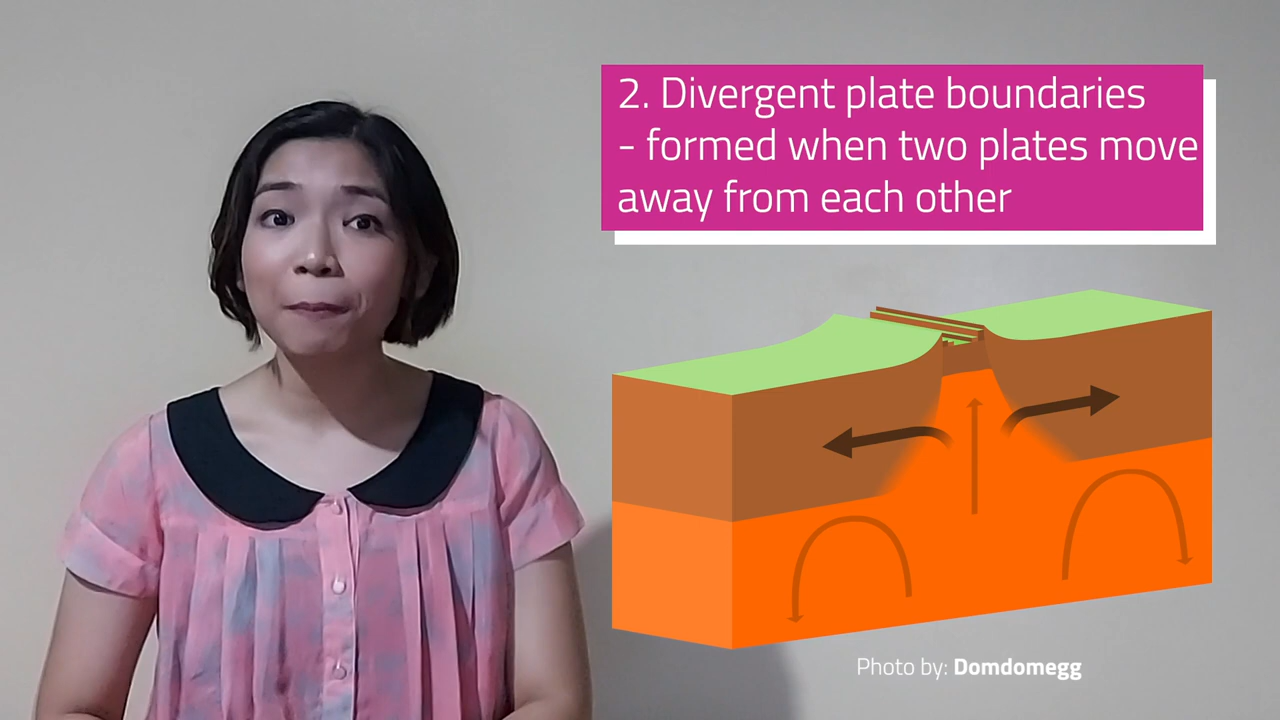 2. Divergent plate boundaries
- formed when two plates move
away from each other
Photo by: Domdomegg